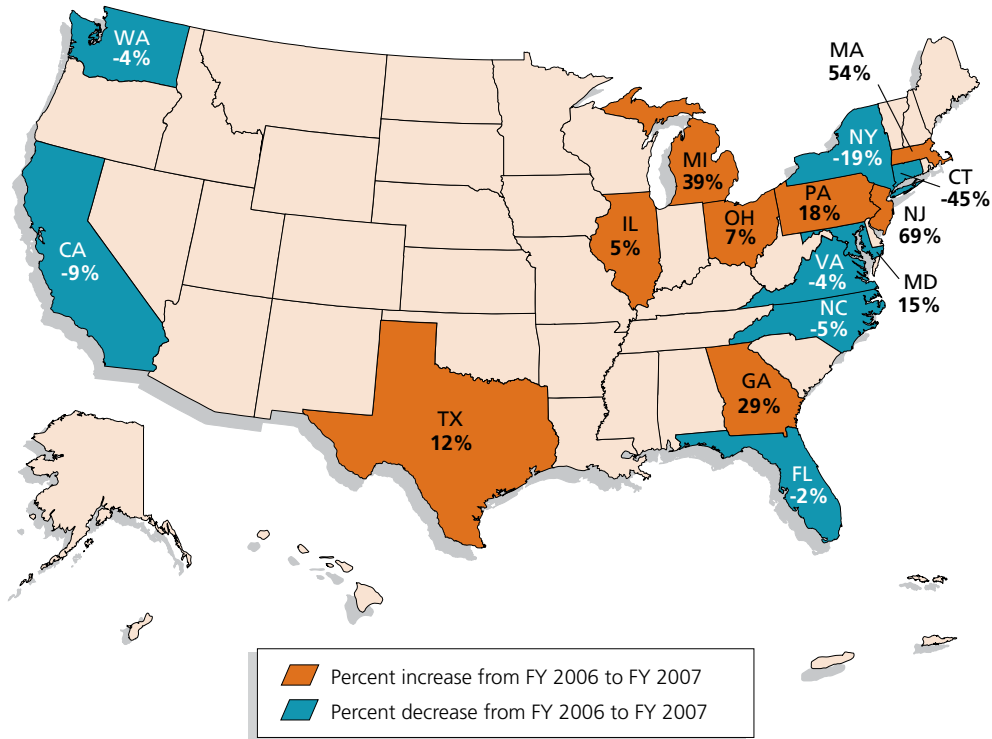 WA
-4%
MA
54%
NY
-19%
MI
39%
CT
-45%
PA
18%
IL
5%
OH
7%
NJ
69%
CA
-9%
VA
-4%
MD
15%
NC
-5%
GA
29%
TX
12%
FL
-2%
Percent increase from FY 2006 to FY 2007
Percent decrease from FY 2006 to FY 2007